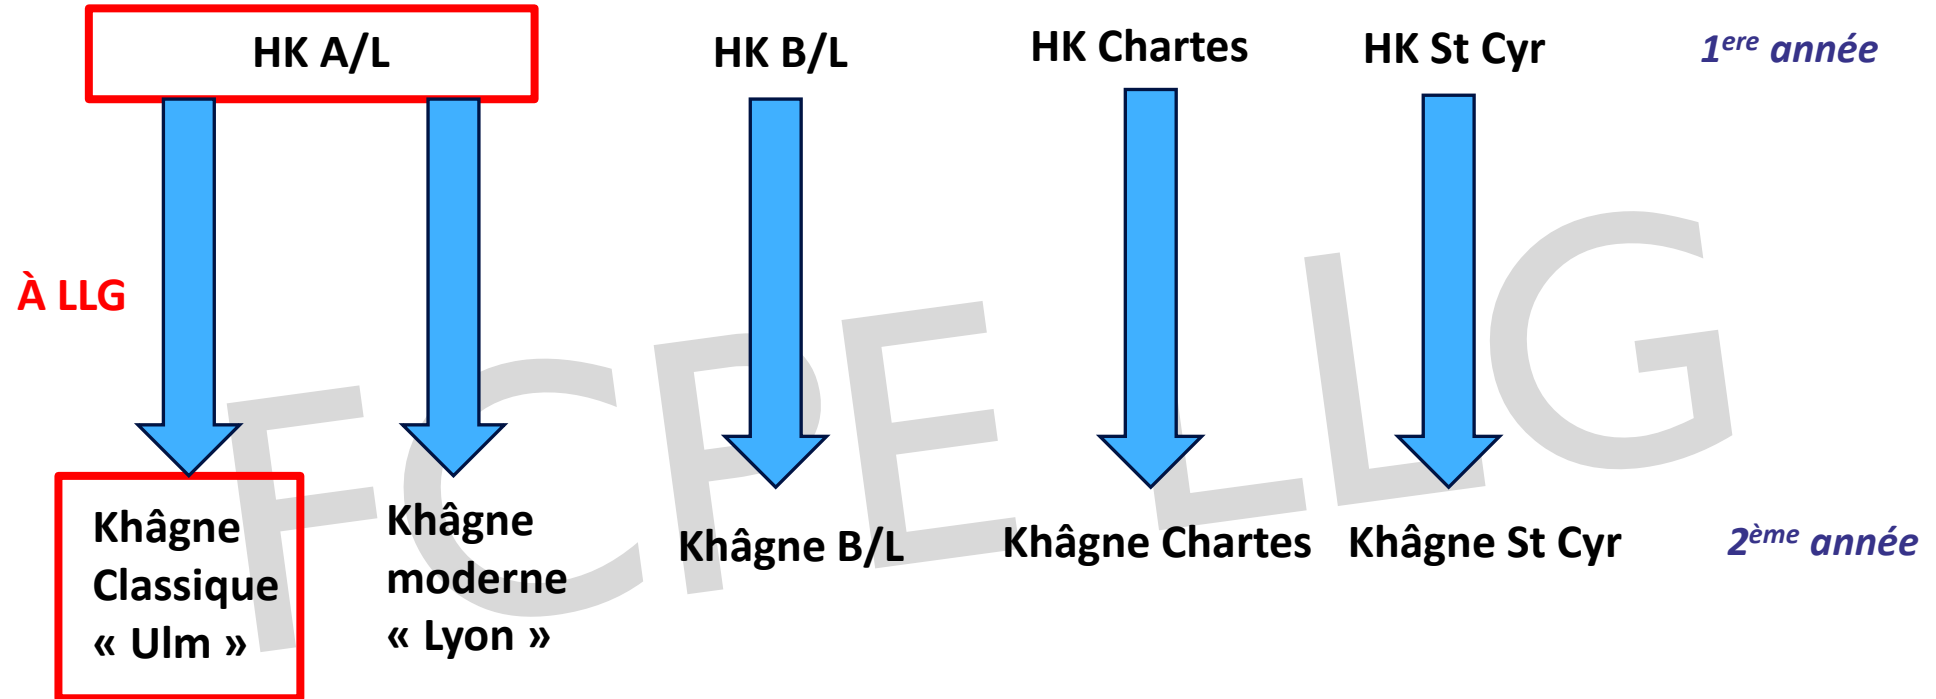 HK A/L
HK B/L
HK Chartes
HK St Cyr
1ere année
À LLG
Khâgne
Classique
« Ulm »
Khâgne
moderne
« Lyon »
Khâgne B/L
Khâgne Chartes
Khâgne St Cyr
2ème année
FCPE LLG